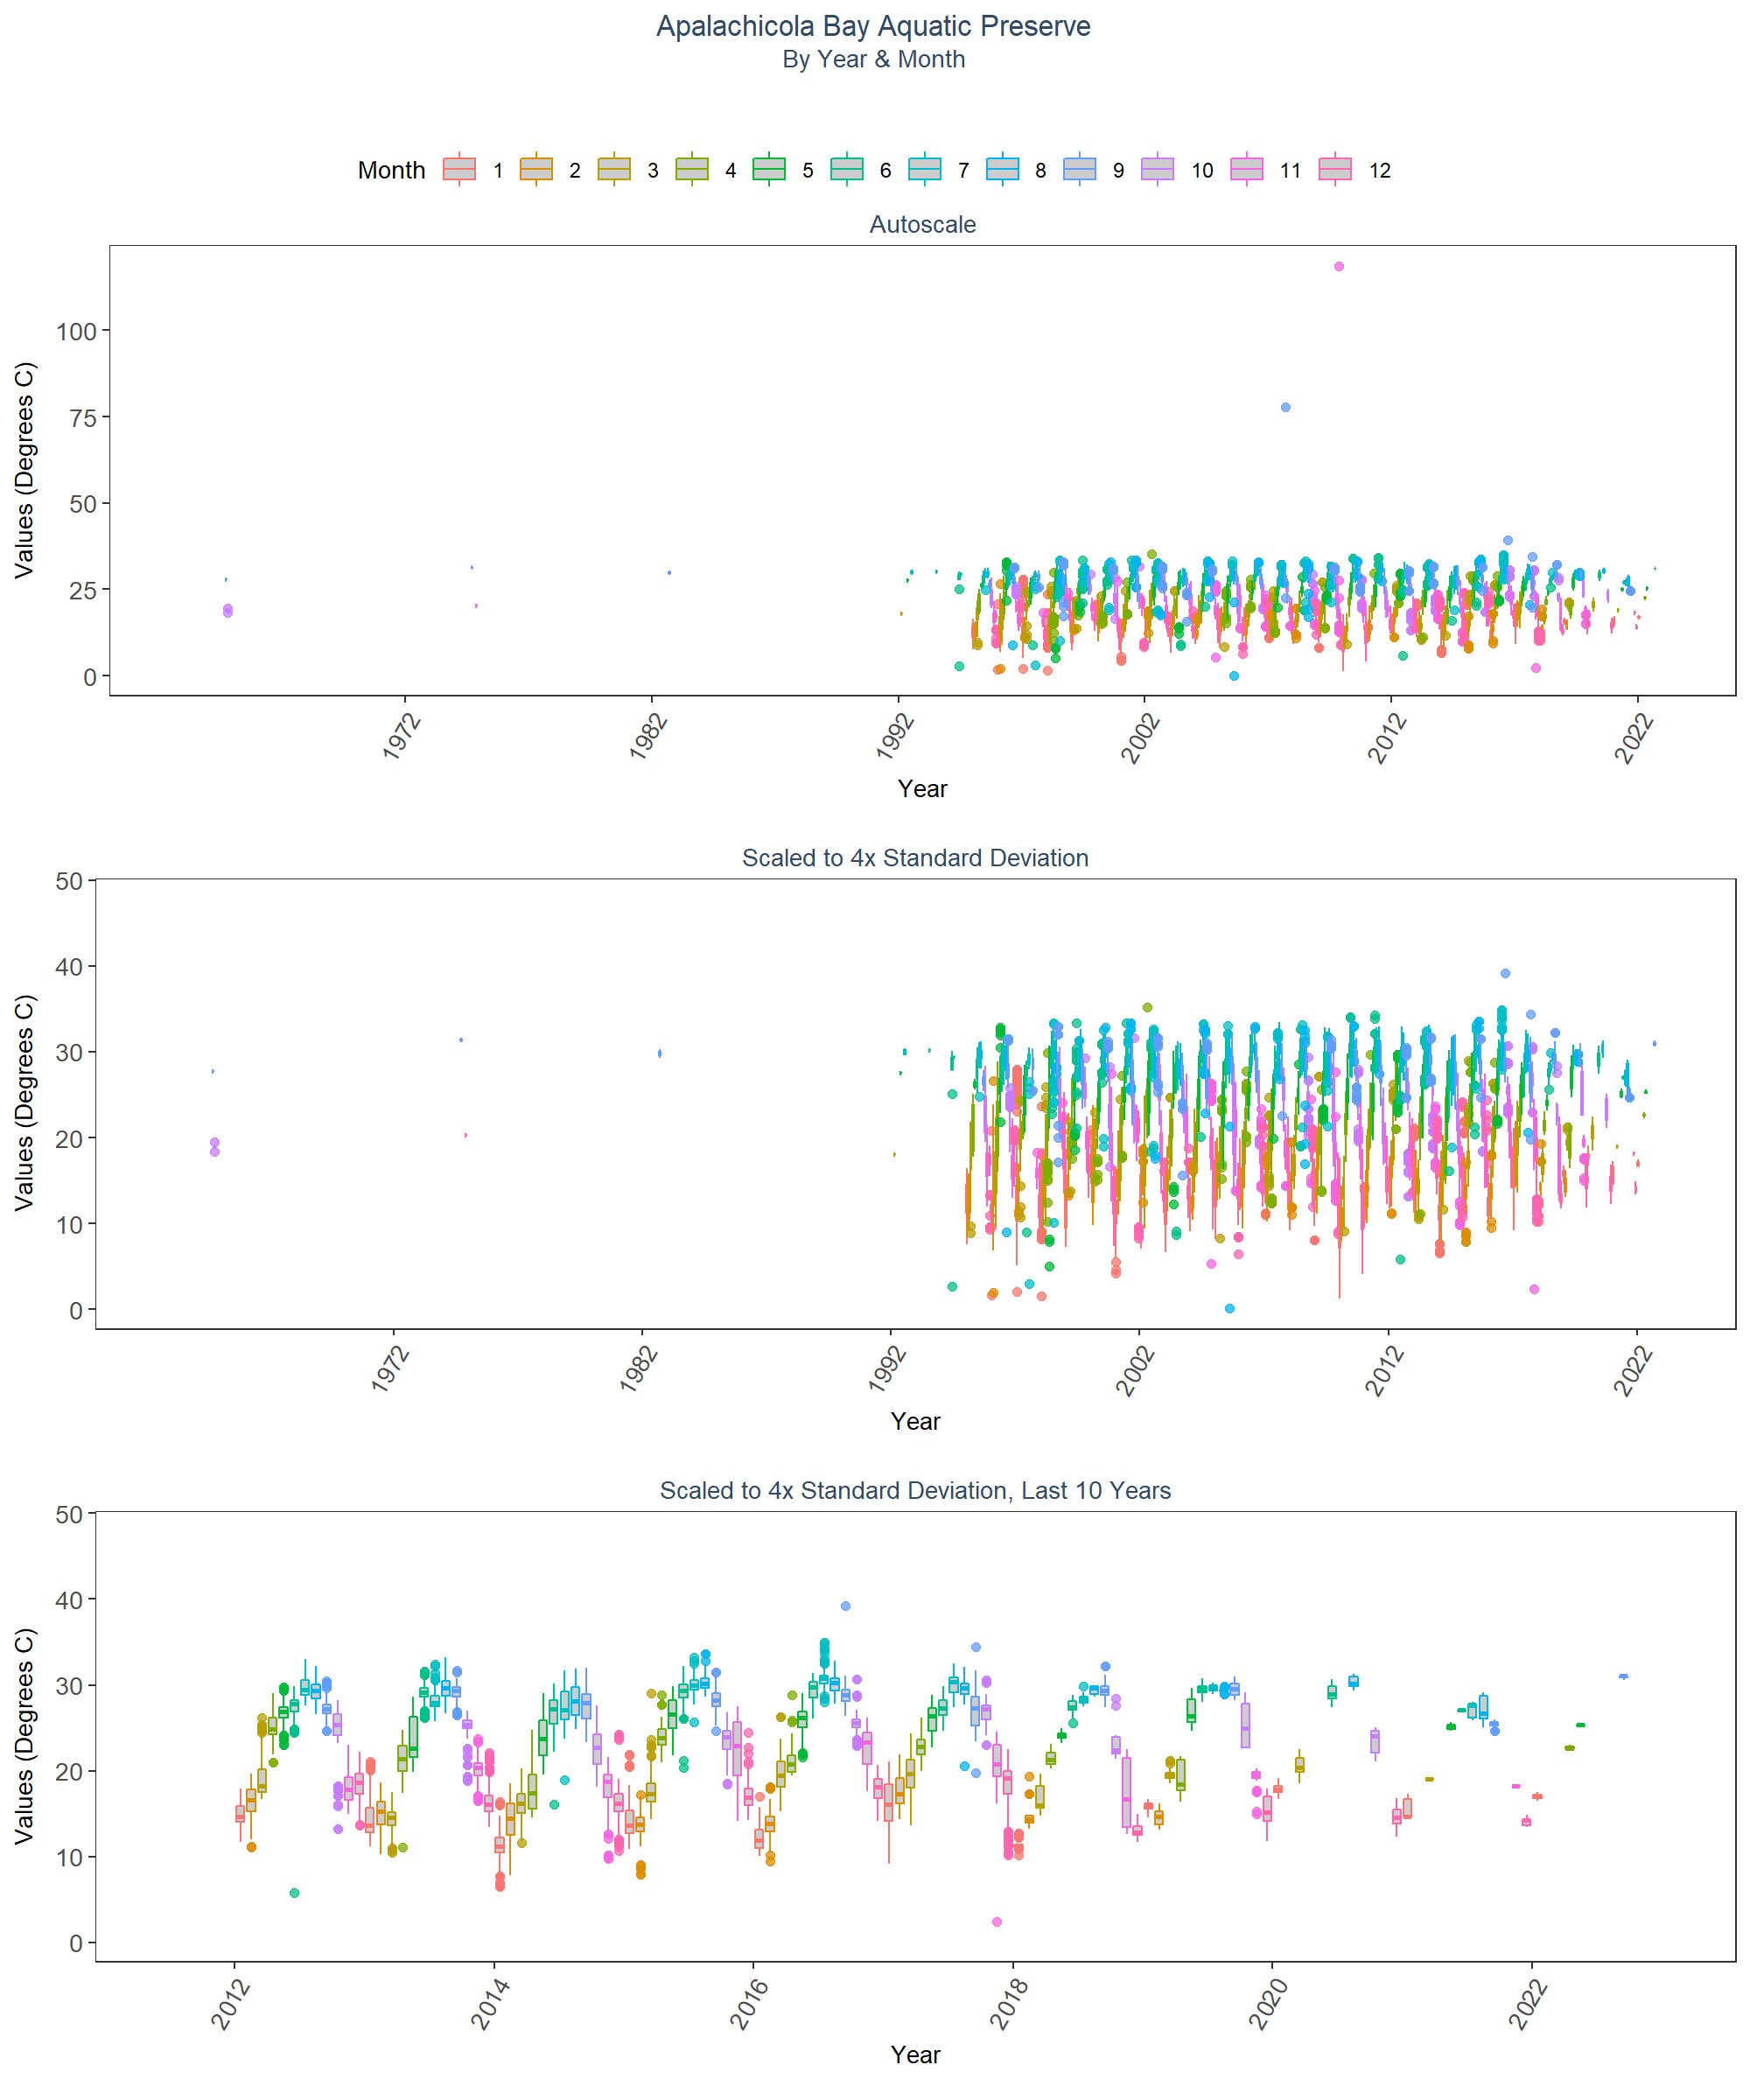 Apalachicola Bay Aquatic Preserve
By Year & Month
Month 1 2 3 4 5 6 7 8 9 10 11 12
Autoscale
Values (Degrees C)
100
75
50
25
0
1972 1982 1992 2002 2012 2022
Year
Scaled to 4x Standard Deviation
Values (Degrees C)
50
40
30
20
10
0
1972 1982 1992 2002 2012 2022
Year
Scaled to 4x Standard Deviation, Last 10 Years
Values (Degrees C)
50
40
30
20
10
0
2012 2014 2016 2018 2020 2022
Year